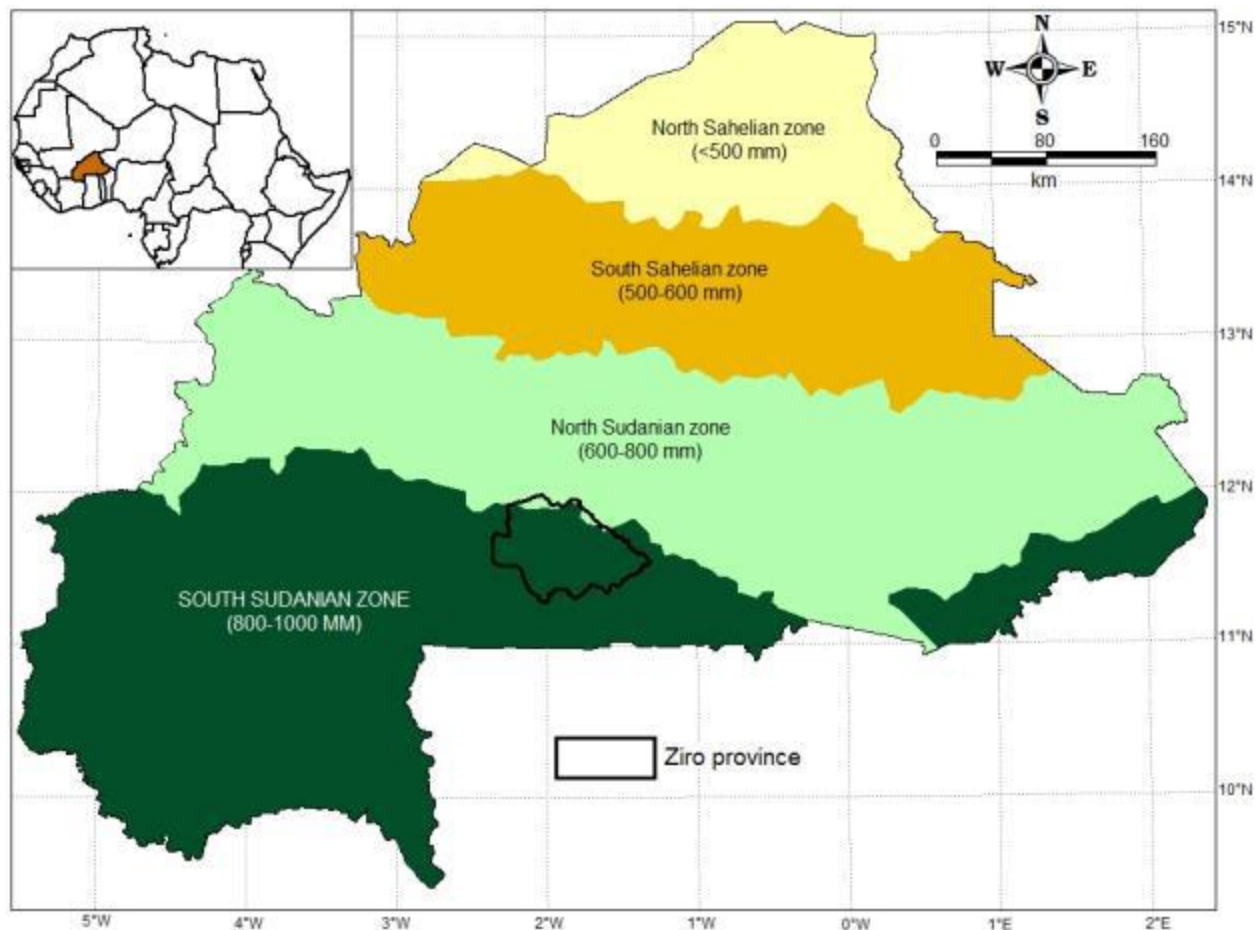 N
W E
S
0 80 160
km
15°N
14°N
13°N
12°N
11°N
10°N
North Sahelian zone
(<500 mm)
South Sahelian zone
(500-600 mm)
North Sudanian zone
(600-800 mm)
SOUTH SUDANIAN ZONE
(800-1000 MM)
Ziro province
5°W 4°W 3°W 2°W 1°W 0°W 1°E 2°E